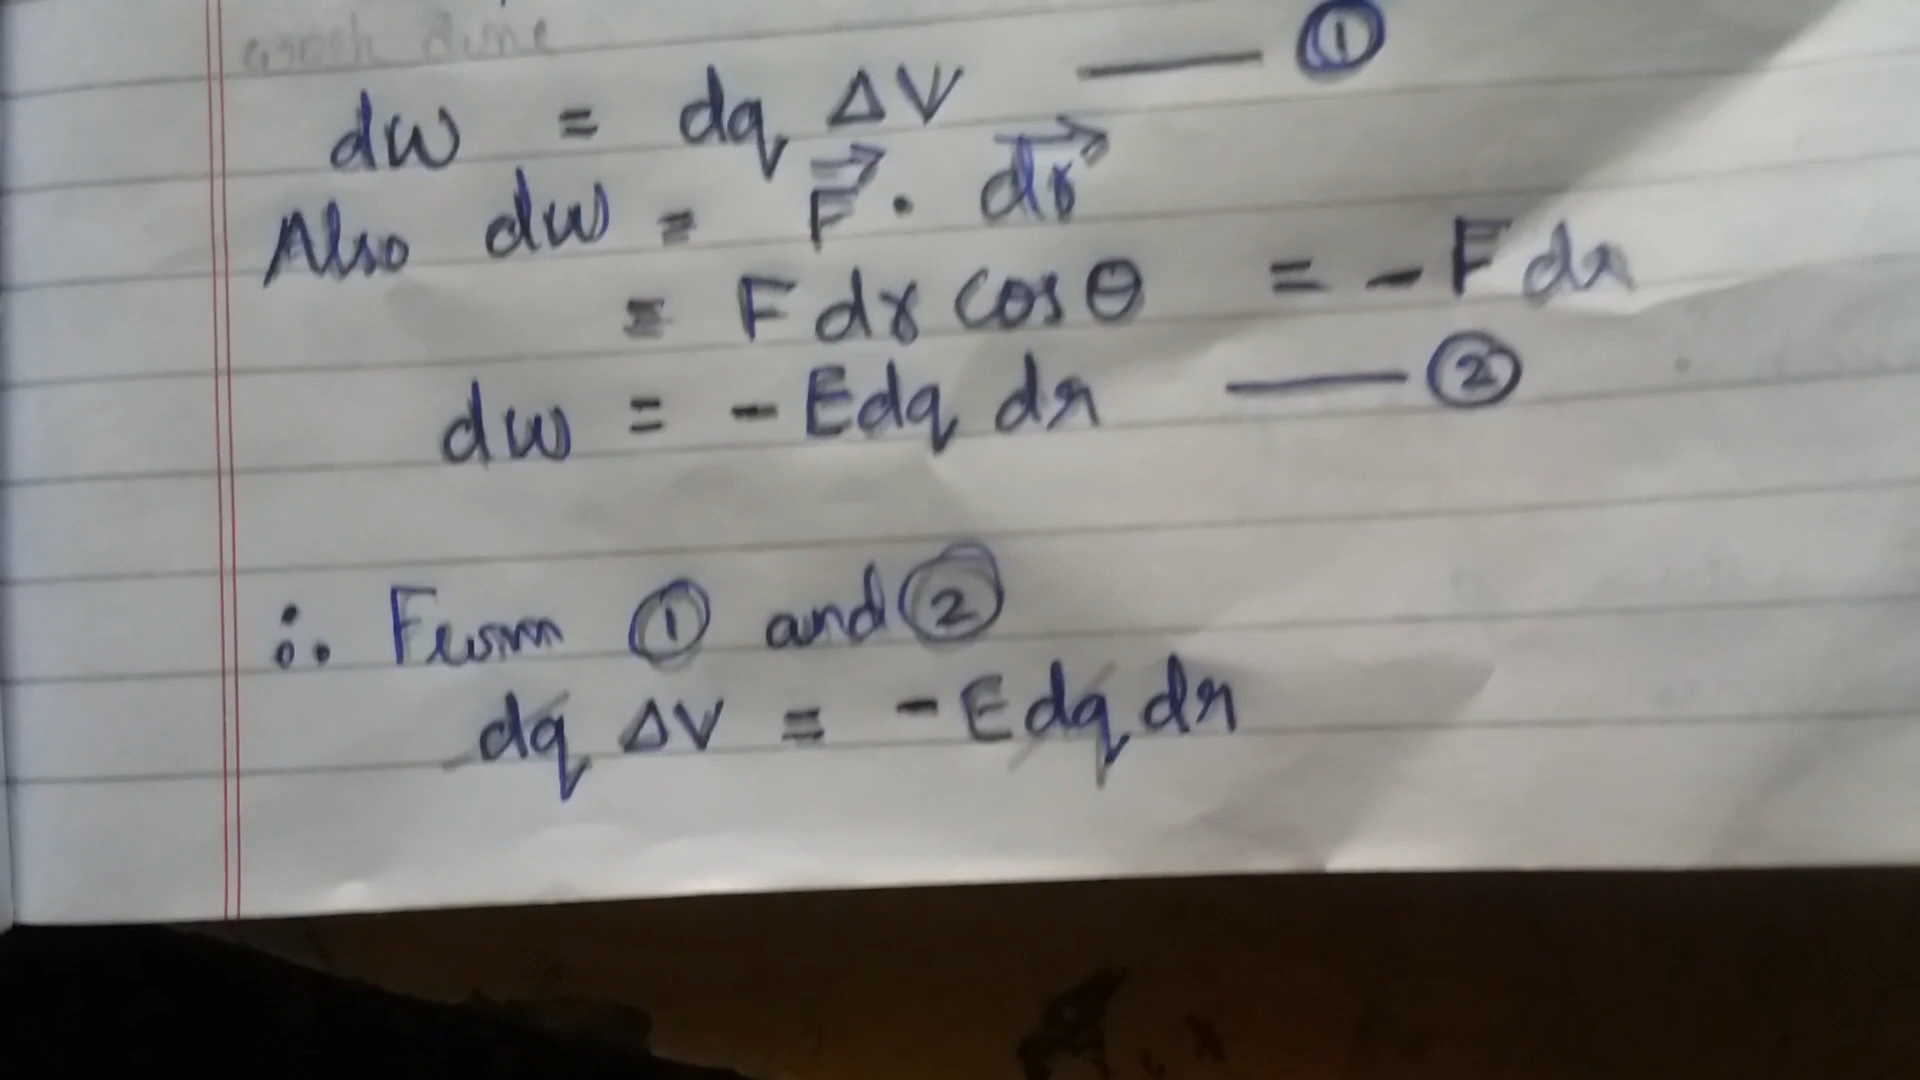 dw = dq ΔV —— ①
Also dw = F⃗ . dr⃗
= F dr cos θ = - F dr
dw = - Edq dr —— ②
∴ From ① and ②
dq ΔV = - E dq dr